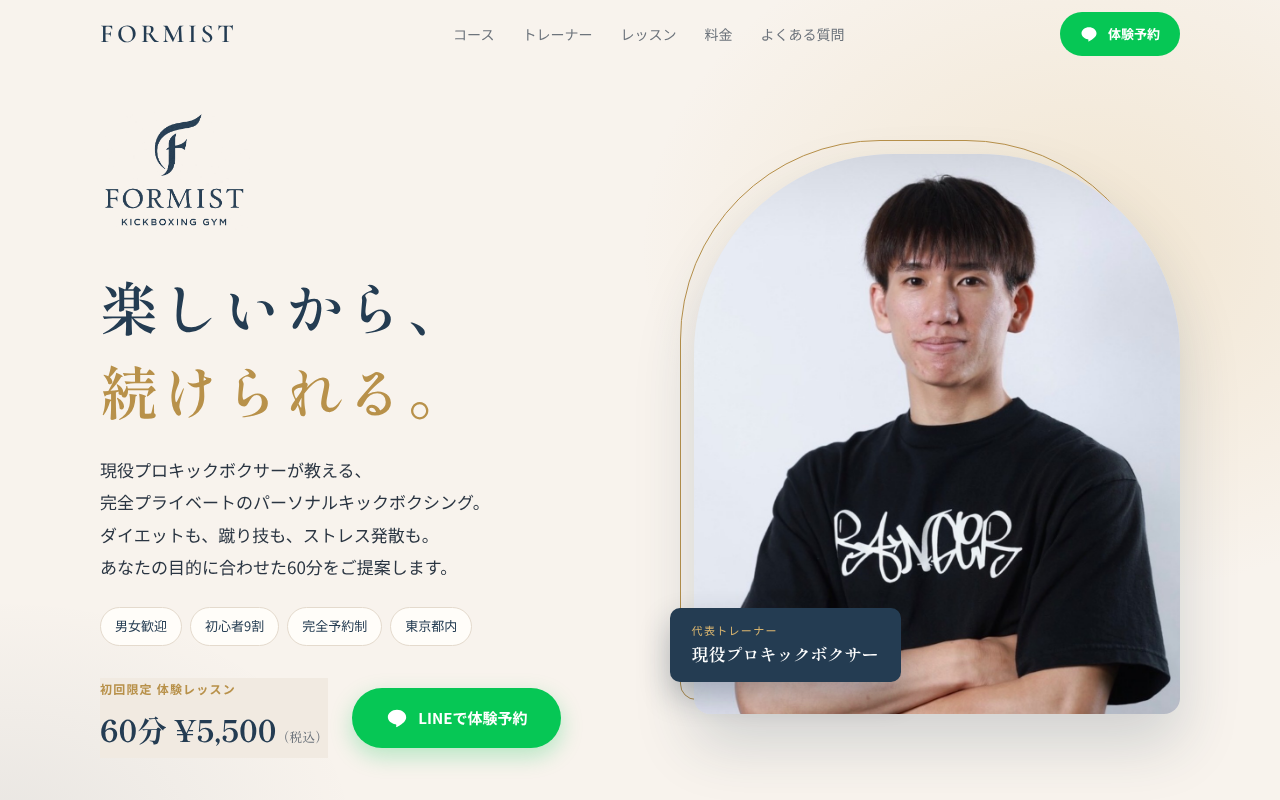 FORMIST
コース
トレーナー
レッスン
料金
よくある質問
体験予約
F
FORMIST
KICKBOXING GYM
楽しいから、
続けられる。
現役プロキックボクサーが教える、
完全プライベートのパーソナルキックボクシング。
ダイエットも、蹴り技も、ストレス発散も。
あなたの目的に合わせた60分をご提案します。
男女歓迎
初心者9割
完全予約制
東京都内
初回限定 体験レッスン
60分 ¥5,500（税込）
LINEで体験予約
RANGER
代表トレーナー
現役プロキックボクサー